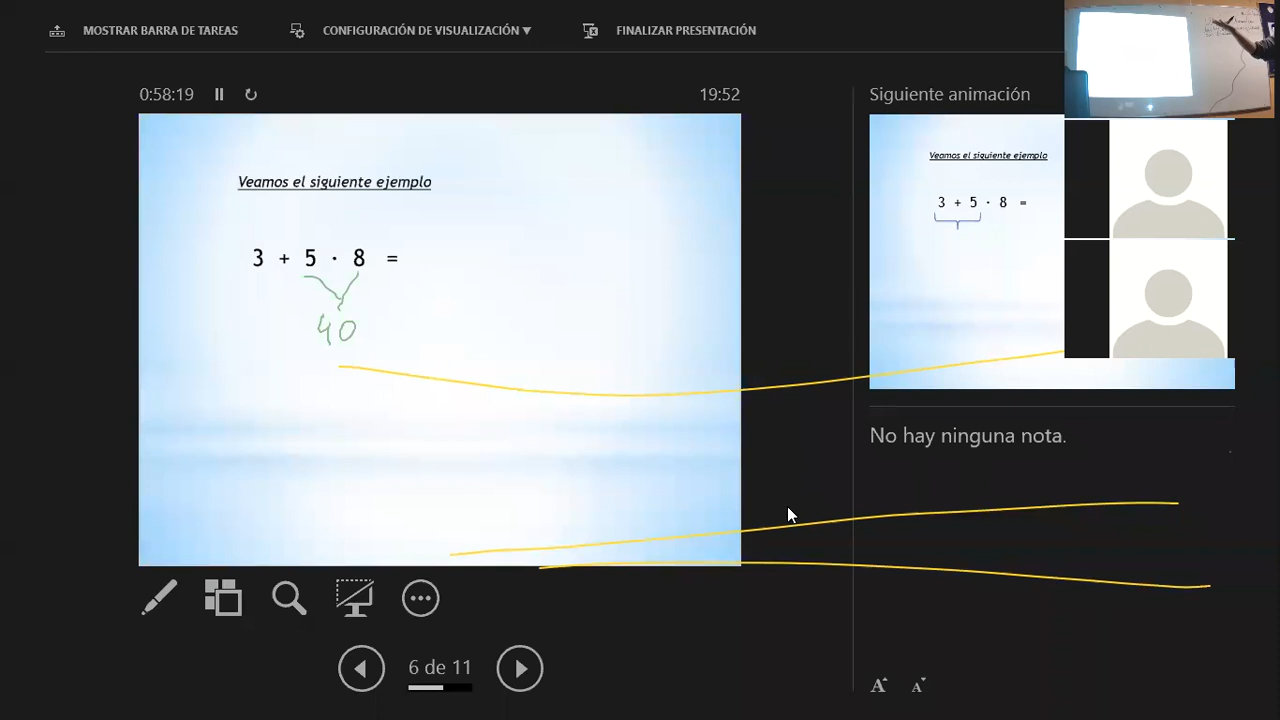 MOSTRAR BARRA DE TAREAS
CONFIGURACIÓN DE VISUALIZACIÓN ▼
FINALIZAR PRESENTACIÓN
0:58:19
19:52
Veamos el siguiente ejemplo
3 + 5 · 8 =
40
Siguiente animación
Veamos el siguiente ejemplo
3 + 5 · 8 =
No hay ninguna nota.
6 de 11
A A